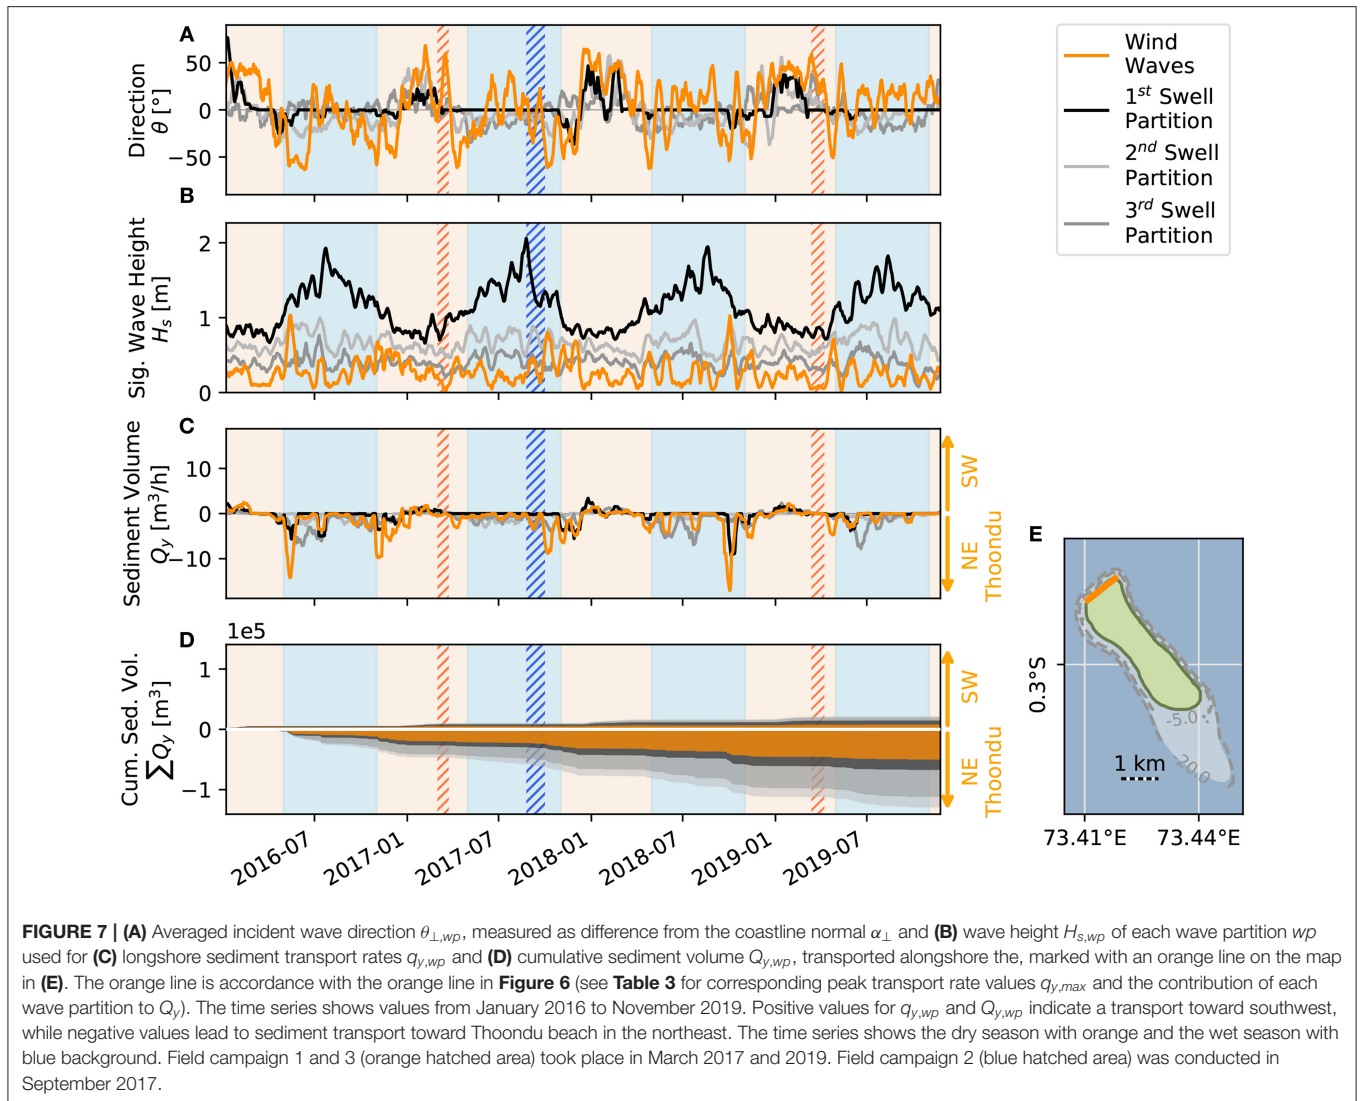 A
50
0
−50
Direction
θ [°]
B
2
1
0
Sig. Wave Height
Hs [m]
C
10
0
−10
Sediment Volume
Qy [m³/h]
SW
NE
Thoondu
D
1e5
1
0
−1
Cum. Sed. Vol.
∑Qy [m³]
SW
NE
Thoondu
2016-07
2017-01
2017-07
2018-01
2018-07
2019-01
2019-07
Wind
Waves
1st Swell
Partition
2nd Swell
Partition
3rd Swell
Partition
E
0.3°S
-5.0
-20.0
1 km
73.41°E
73.44°E
FIGURE 7 | (A) Averaged incident wave direction θ⊥,wp, measured as difference from the coastline normal α⊥ and (B) wave height Hs,wp of each wave partition wp
used for (C) longshore sediment transport rates qy,wp and (D) cumulative sediment volume Qy,wp, transported alongshore the, marked with an orange line on the map
in (E). The orange line is accordance with the orange line in Figure 6 (see Table 3 for corresponding peak transport rate values qy,max and the contribution of each
wave partition to Qy). The time series shows values from January 2016 to November 2019. Positive values for qy,wp and Qy,wp indicate a transport toward southwest,
while negative values lead to sediment transport toward Thoondu beach in the northeast. The time series shows the dry season with orange and the wet season with
blue background. Field campaign 1 and 3 (orange hatched area) took place in March 2017 and 2019. Field campaign 2 (blue hatched area) was conducted in
September 2017.